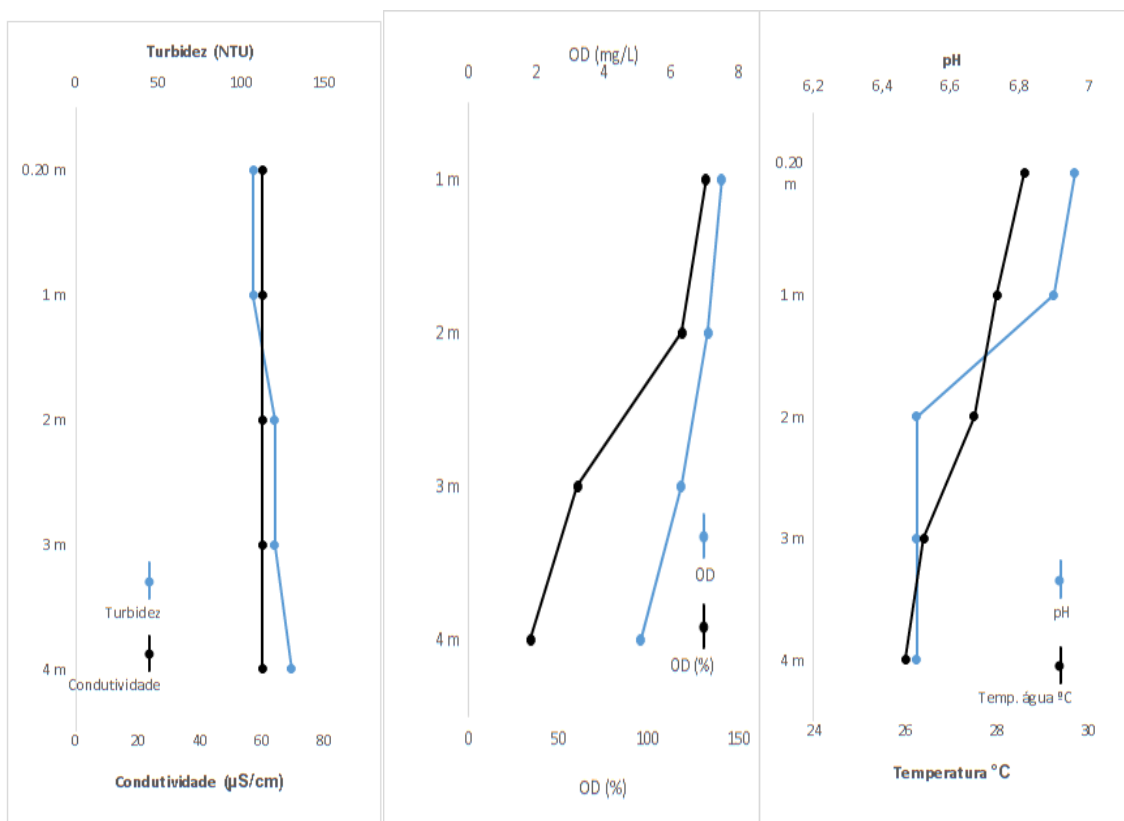 Turbidez (NTU)
0 50 100 150
0.20 m
1 m
2 m
3 m
4 m
Turbidez
Condutividade
0 20 40 60 80
Condutividade (µS/cm)
OD (mg/L)
0 2 4 6 8
1 m
2 m
3 m
4 m
OD
OD (%)
0 50 100 150
OD (%)
pH
6,2 6,4 6,6 6,8 7
0.20
m
1 m
2 m
3 m
4 m
pH
Temp. água ºC
24 26 28 30
Temperatura °C